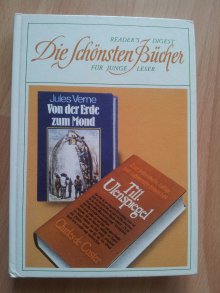 READER'S DIGEST
Die Schönsten Bücher
FÜR JUNGE LESER
Jules Verne
Von der Erde
zum Mond
Till
Ulenspiegel
Charles de Coster